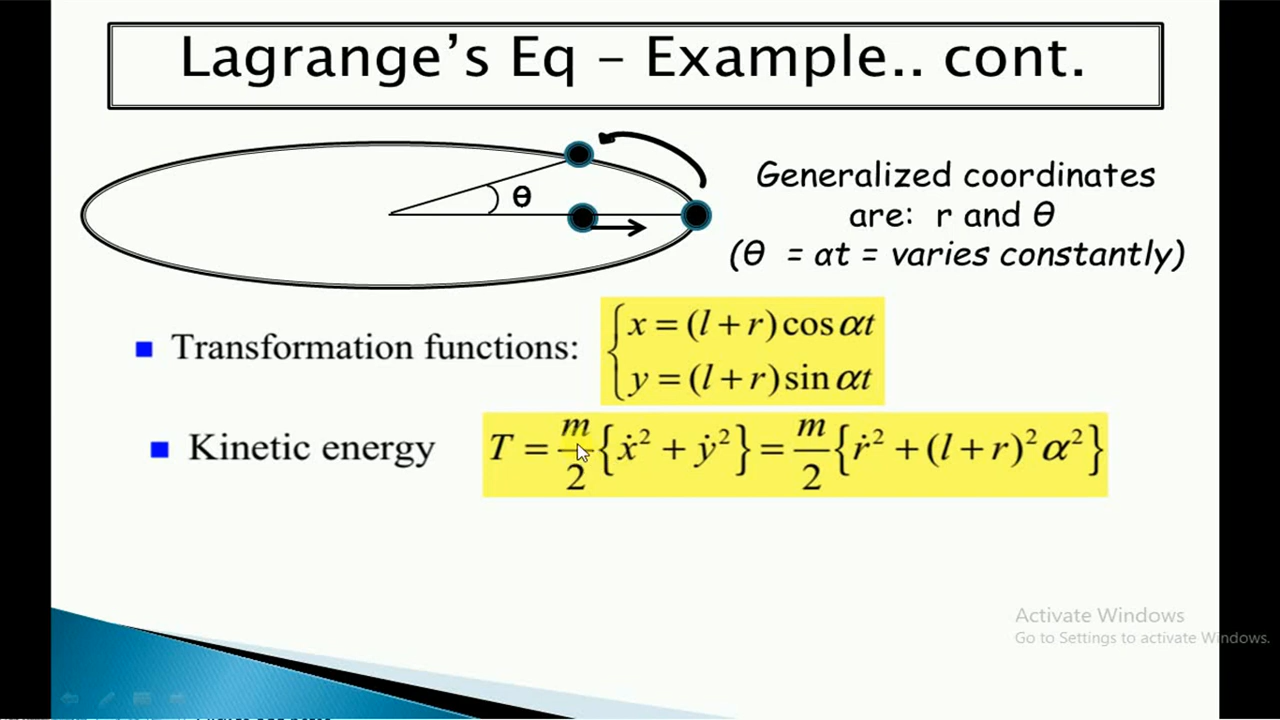 Lagrange’s Eq – Example.. cont.
θ
Generalized coordinates
are: r and θ
(θ = αt = varies constantly)
Transformation functions:
x = (l + r) cos αt
y = (l + r) sin αt
Kinetic energy
T = m/2 {ẋ² + ẏ²} = m/2 {ṙ² + (l + r)² α²}
Activate Windows
Go to Settings to activate Windows.